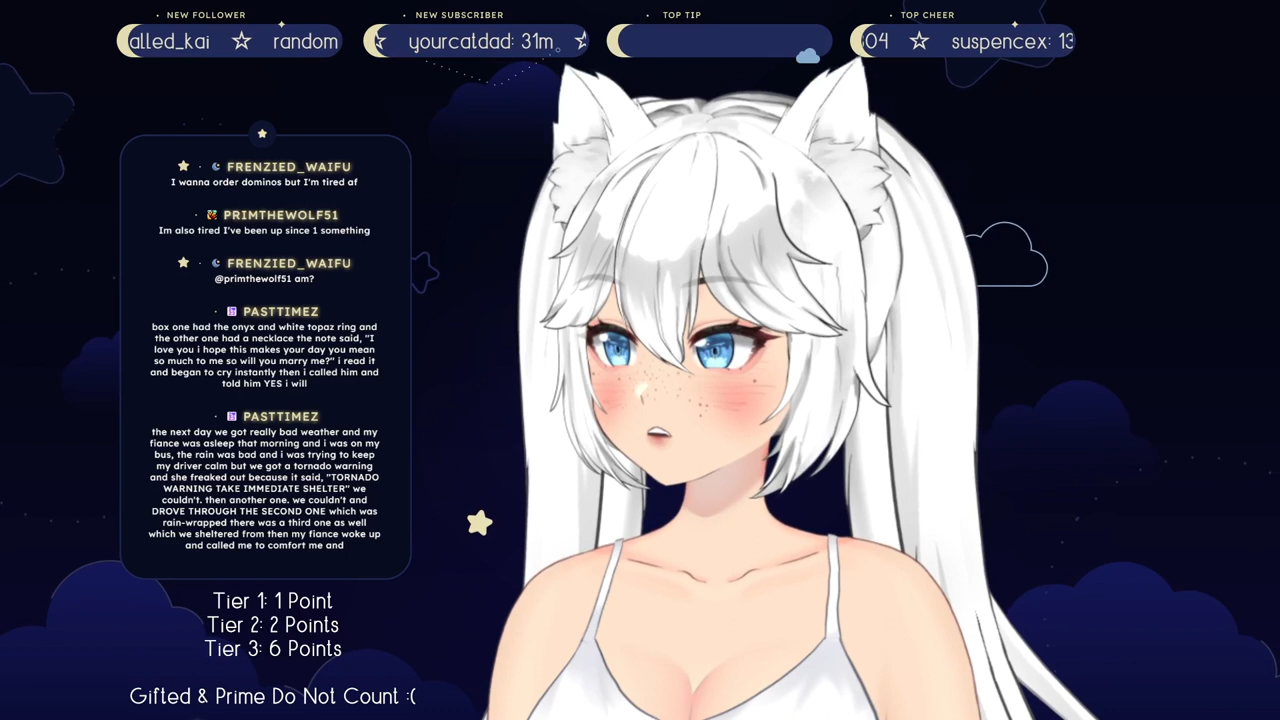 NEW FOLLOWER
NEW SUBSCRIBER
TOP TIP
TOP CHEER
alled_kai ☆ random
☆ yourcatdad: 31m
04 ☆ suspencex: 13
FRENZIED_WAIFU
I wanna order dominos but I'm tired af
PRIMTHEWOLF51
Im also tired I've been up since 1 something
FRENZIED_WAIFU
@primthewolf51 am?
PASTTIMEZ
box one had the onyx and white topaz ring and
the other one had a necklace the note said, "I
love you i hope this makes your day you mean
so much to me so will you marry me?" i read it
and began to cry instantly then i called him and
told him YES i will
PASTTIMEZ
the next day we got really bad weather and my
fiance was asleep that morning and i was on my
bus, the rain was bad and i was trying to keep
my driver calm but we got a tornado warning
and she freaked out because it said, "TORNADO
WARNING TAKE IMMEDIATE SHELTER" we
couldn't. then another one. we couldn't and
DROVE THROUGH THE SECOND ONE which was
rain-wrapped there was a third one as well
which we sheltered from then my fiance woke up
and called me to comfort me and
Tier 1: 1 Point
Tier 2: 2 Points
Tier 3: 6 Points
Gifted & Prime Do Not Count :(